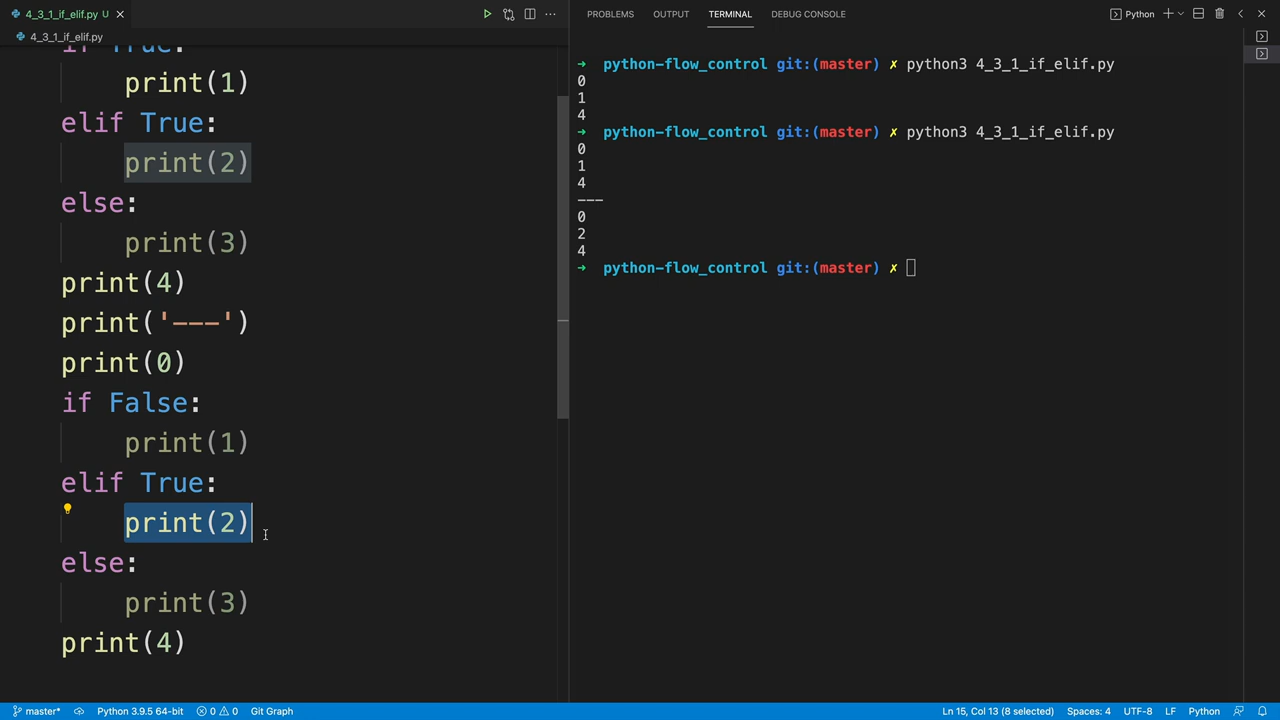 4_3_1_if_elif.py U
4_3_1_if_elif.py
if True:
print(1)
elif True:
print(2)
else:
print(3)
print(4)
print('---')
print(0)
if False:
print(1)
elif True:
print(2)
else:
print(3)
print(4)
PROBLEMS OUTPUT TERMINAL DEBUG CONSOLE
Python
➜ python-flow_control git:(master) ✗ python3 4_3_1_if_elif.py
0
1
4
➜ python-flow_control git:(master) ✗ python3 4_3_1_if_elif.py
0
1
4
---
0
2
4
➜ python-flow_control git:(master) ✗
master* Python 3.9.5 64-bit 0 0 Git Graph Ln 15, Col 13 (8 selected) Spaces: 4 UTF-8 LF Python